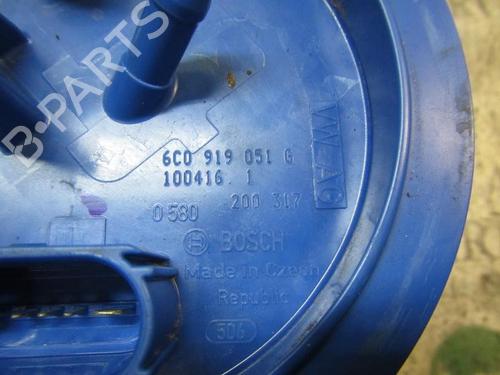 B-PARTS
VW-AG
6C0 919 051 G
100416. 1
0 580 200 317
BOSCH
Made in Czech
Republic
506